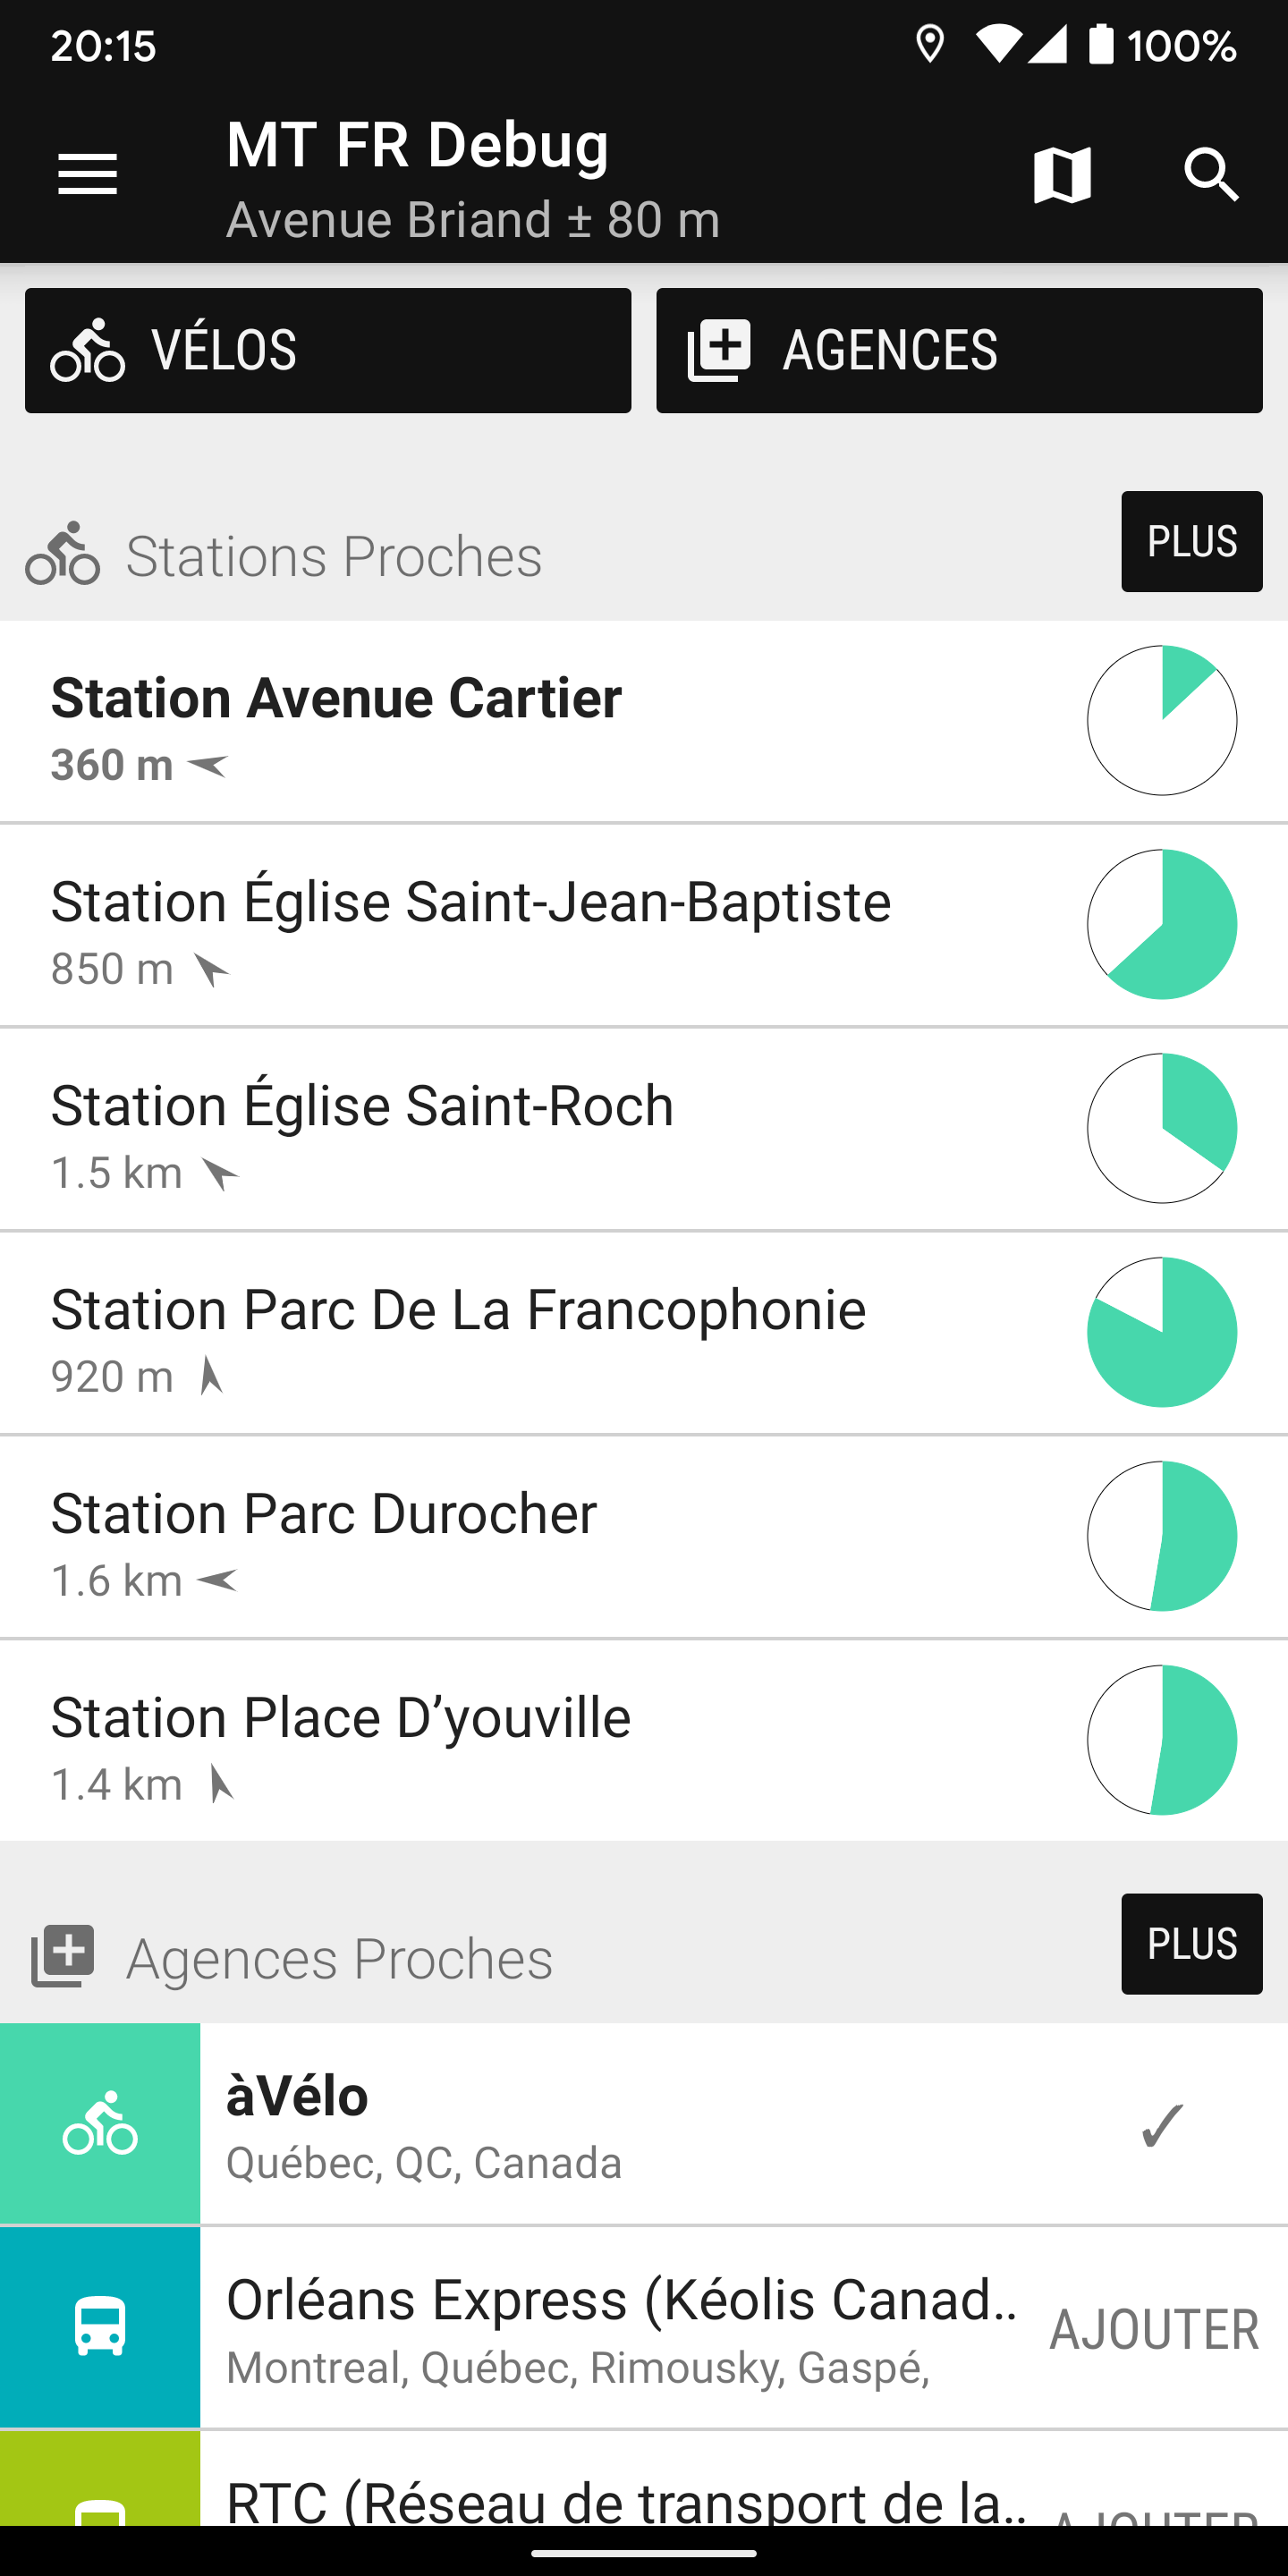 20:15
100%
MT FR Debug
Avenue Briand ± 80 m
VÉLOS
AGENCES
Stations Proches
PLUS
Station Avenue Cartier
360 m
Station Église Saint-Jean-Baptiste
850 m
Station Église Saint-Roch
1.5 km
Station Parc De La Francophonie
920 m
Station Parc Durocher
1.6 km
Station Place D’youville
1.4 km
Agences Proches
PLUS
àVélo
Québec, QC, Canada
✓
Orléans Express (Kéolis Canad..
AJOUTER
Montreal, Québec, Rimousky, Gaspé,
RTC (Réseau de transport de la..
AJOUTER